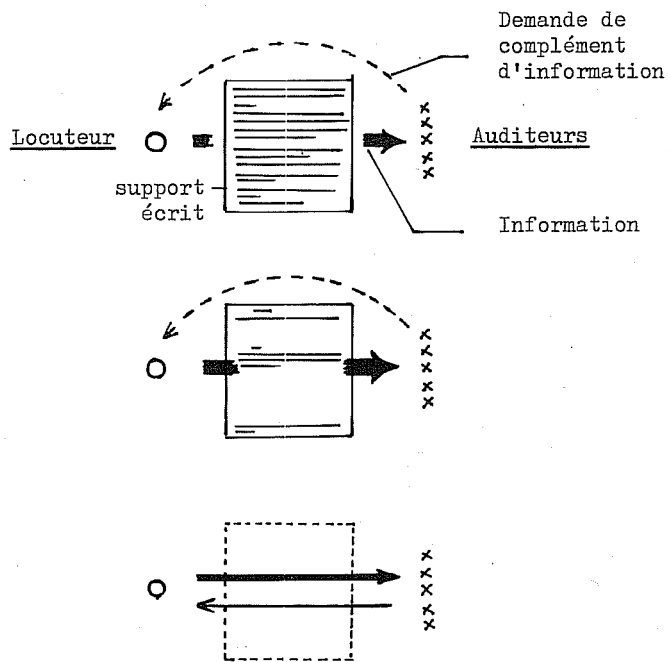 Demande de
complément
d'information
Locuteur
Auditeurs
support
écrit
Information